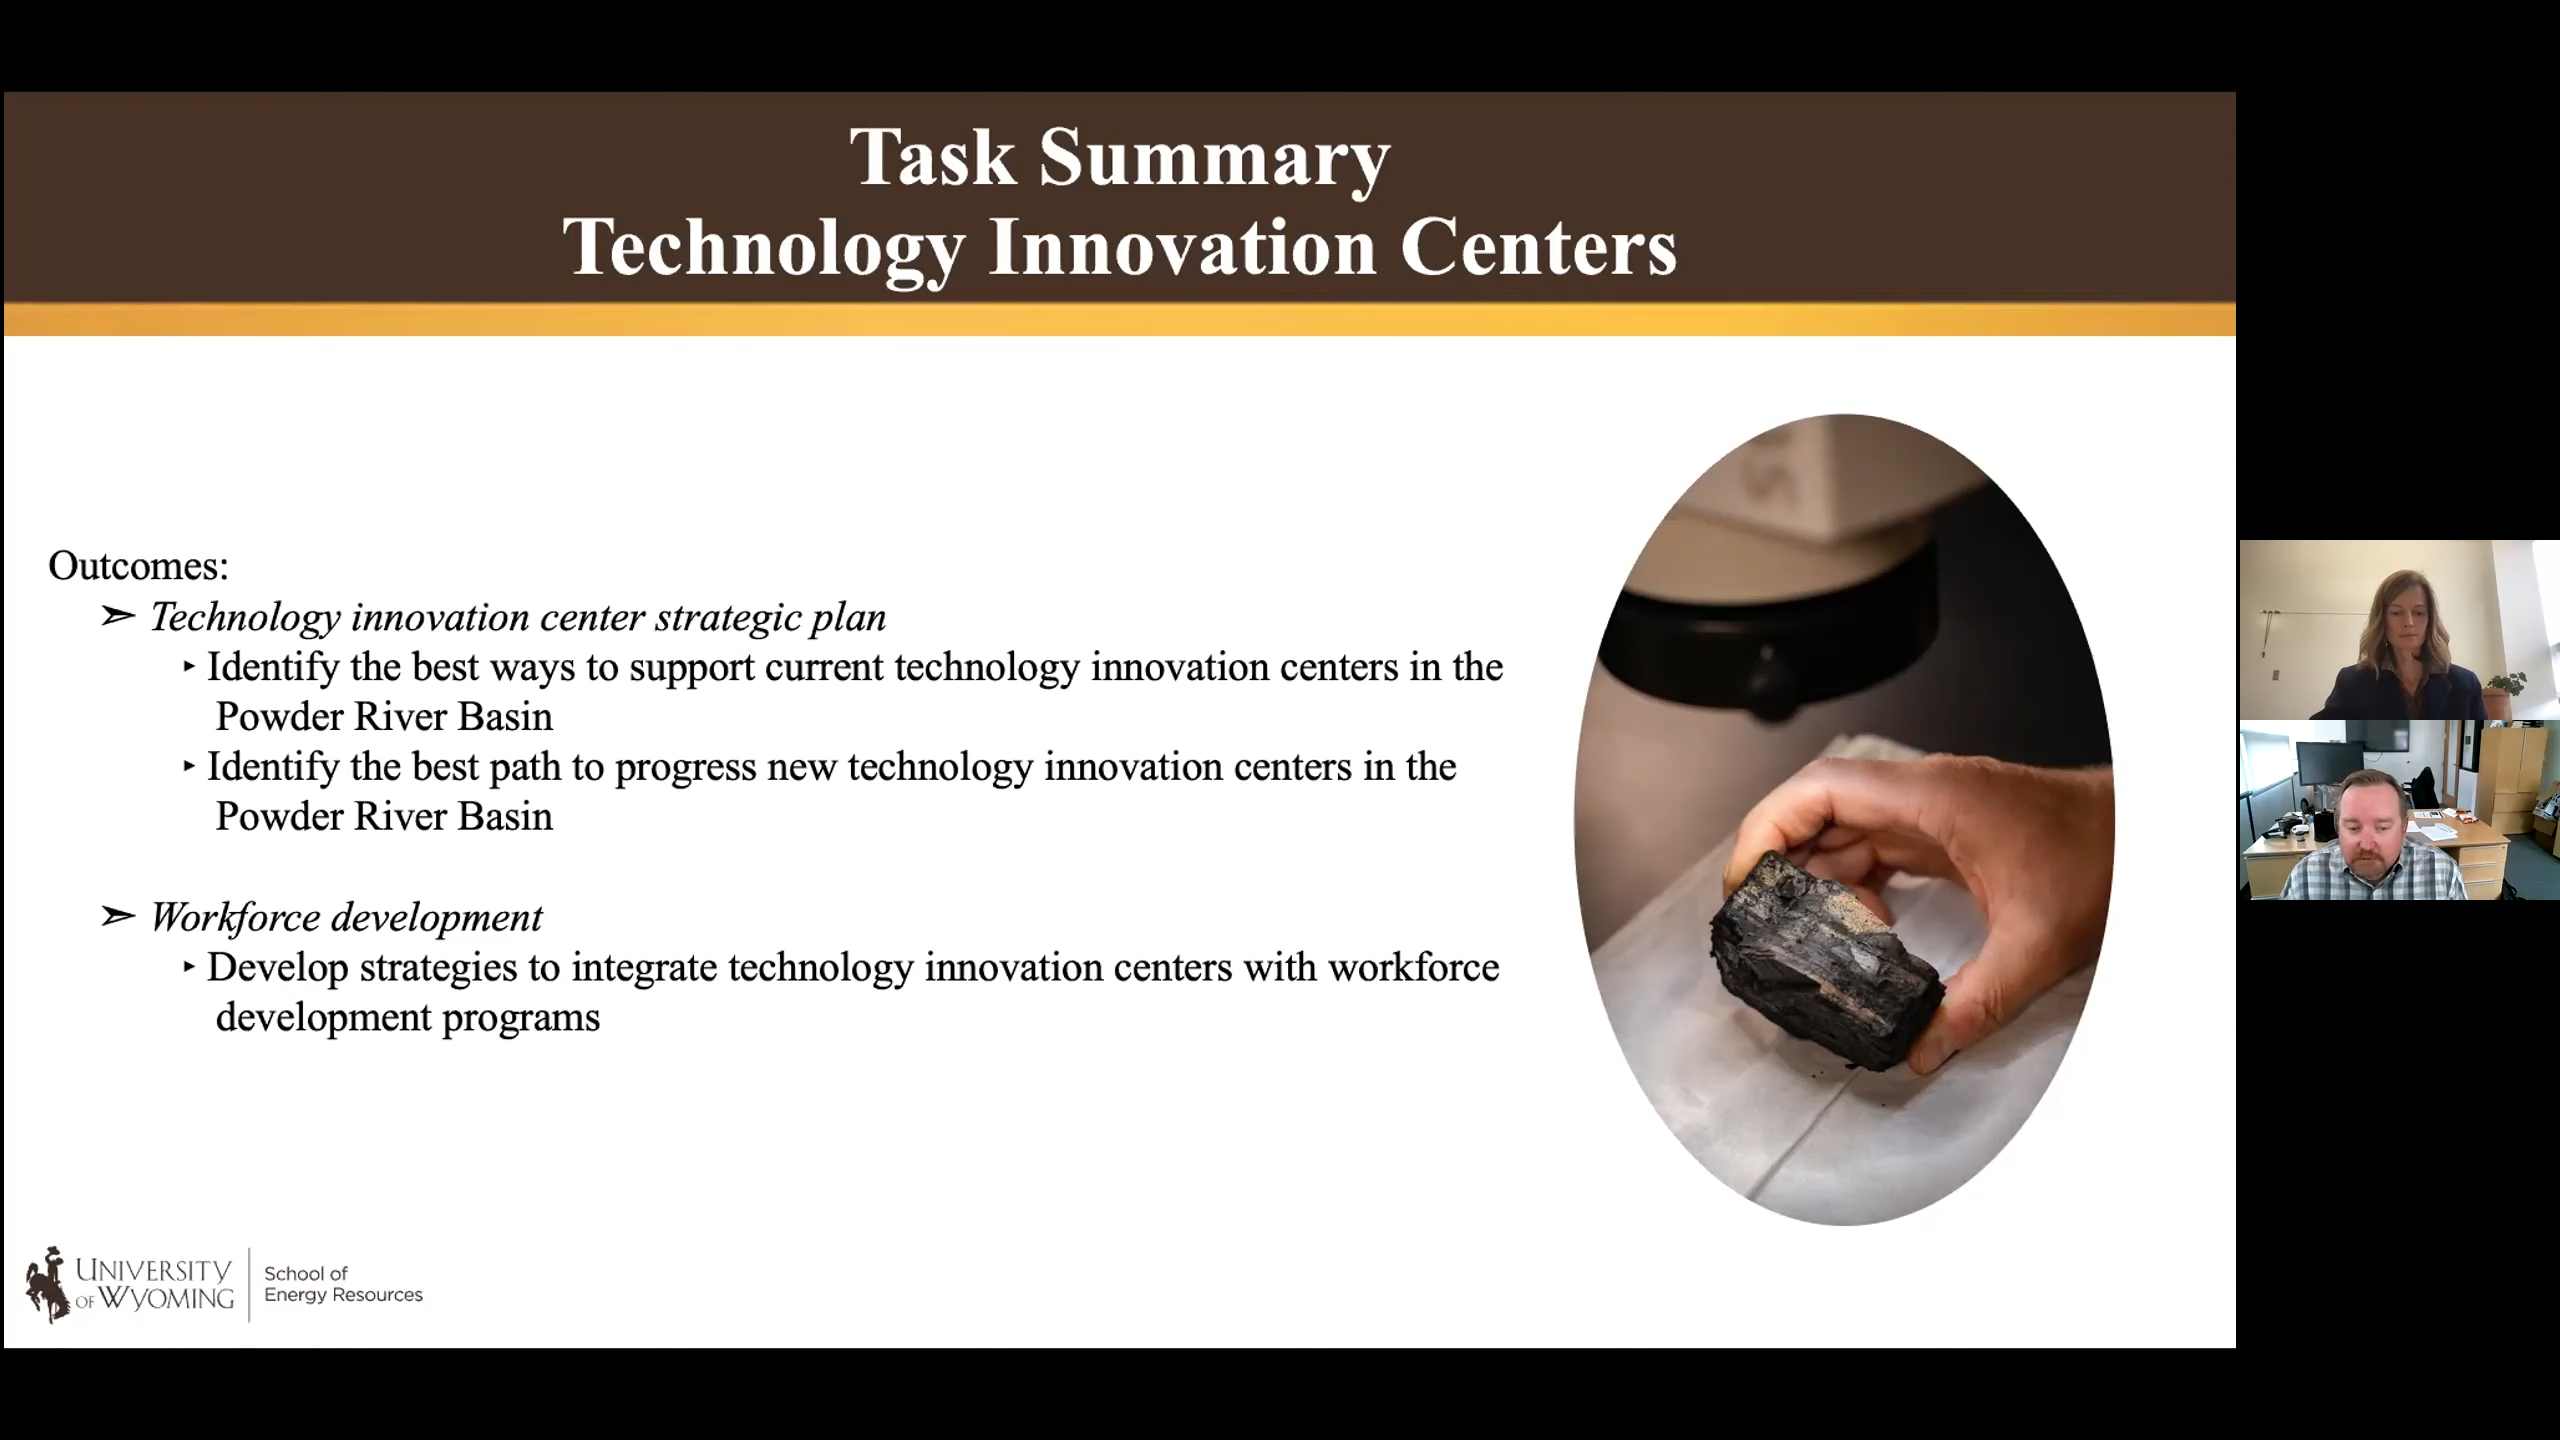 Task Summary
Technology Innovation Centers
Outcomes:
➢ Technology innovation center strategic plan
‣ Identify the best ways to support current technology innovation centers in the
Powder River Basin
‣ Identify the best path to progress new technology innovation centers in the
Powder River Basin
➢ Workforce development
‣ Develop strategies to integrate technology innovation centers with workforce
development programs
UNIVERSITY
OF WYOMING
School of
Energy Resources